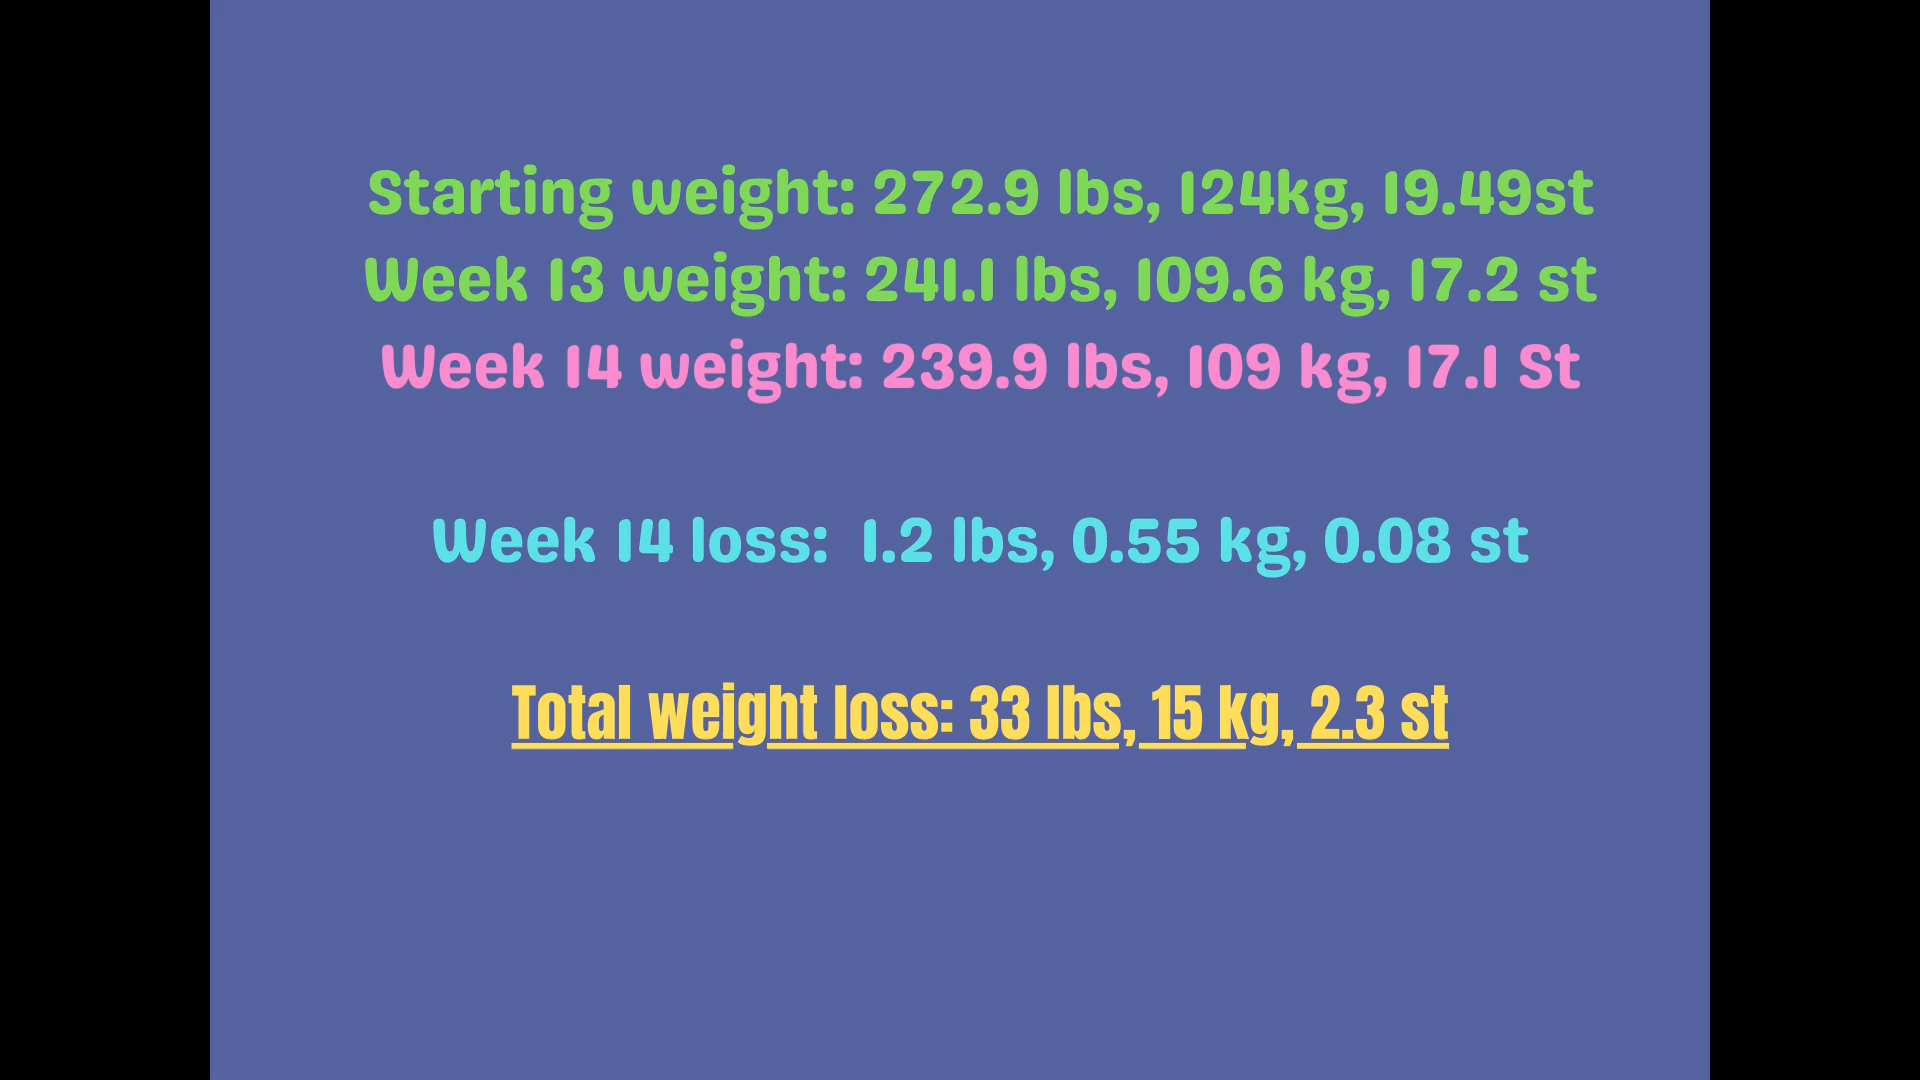 Starting weight: 272.9 lbs, 124kg, 19.49st
Week 13 weight: 241.1 lbs, 109.6 kg, 17.2 st
Week 14 weight: 239.9 lbs, 109 kg, 17.1 St
Week 14 loss:  1.2 lbs, 0.55 kg, 0.08 st
Total weight loss: 33 lbs, 15 kg, 2.3 st